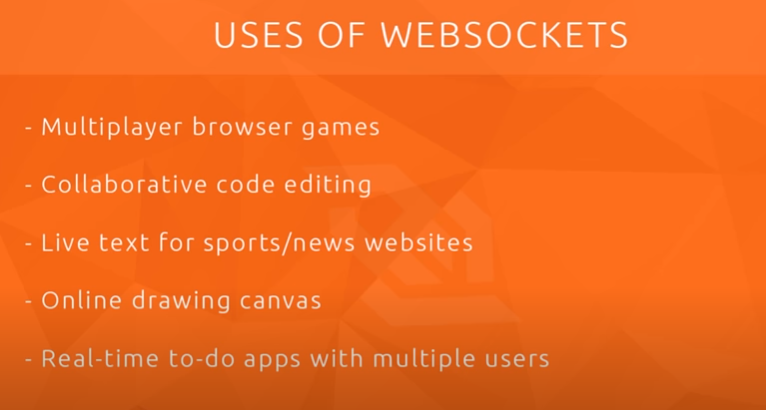 USES OF WEBSOCKETS
- Multiplayer browser games
- Collaborative code editing
- Live text for sports/news websites
- Online drawing canvas
- Real-time to-do apps with multiple users